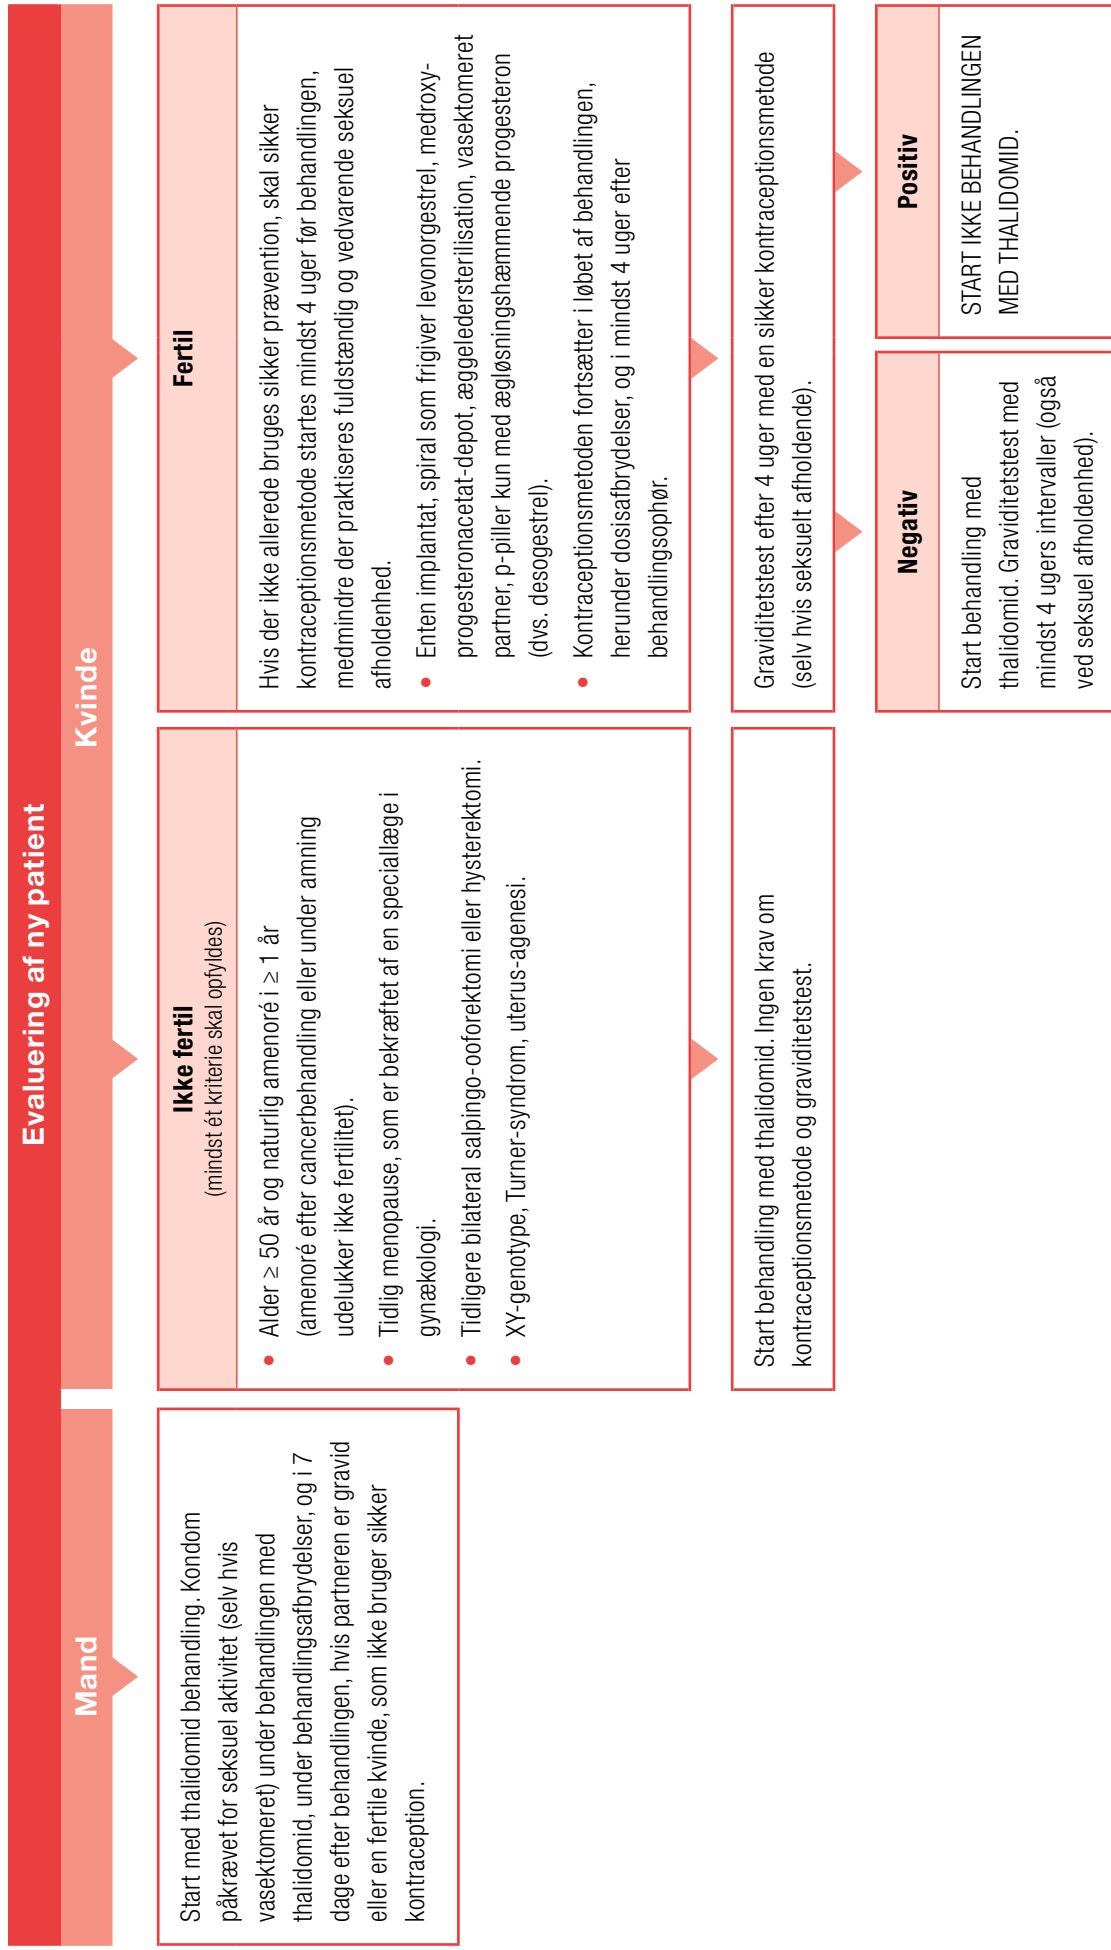 Evaluering af ny patient
Mand
Kvinde
Start med thalidomid behandling. Kondom
påkrævet for seksuel aktivitet (selv hvis
vasektomeret) under behandlingen med
thalidomid, under behandlingsafbrydelser, og i 7
dage efter behandlingen, hvis partneren er gravid
eller en fertile kvinde, som ikke bruger sikker
kontraception.
Ikke fertil
(mindst ét kriterie skal opfyldes)
• Alder ≥ 50 år og naturlig amenoré i ≥ 1 år
(amenoré efter cancerbehandling eller under amning
udelukker ikke fertilitet).
• Tidlig menopause, som er bekræftet af en speciallæge i
gynækologi.
• Tidligere bilateral salpingo-ooforektomi eller hysterektomi.
• XY-genotype, Turner-syndrom, uterus-agenesi.
Start behandling med thalidomid. Ingen krav om
kontraceptionsmetode og graviditetstest.
Fertil
Hvis der ikke allerede bruges sikker prævention, skal sikker
kontraceptionsmetode startes mindst 4 uger før behandlingen,
medmindre der praktiseres fuldstændig og vedvarende seksuel
afholdenhed.
• Enten implantat, spiral som frigiver levonorgestrel, medroxy-
progesteronacetat-depot, æggeledersterilisation, vasektomeret
partner, p-piller kun med ægløsningshæmmende progesteron
(dvs. desogestrel).
• Kontraceptionsmetoden fortsætter i løbet af behandlingen,
herunder dosisafbrydelser, og i mindst 4 uger efter
behandlingsophør.
Graviditetstest efter 4 uger med en sikker kontraceptionsmetode
(selv hvis seksuelt afholdende).
Negativ
Start behandling med
thalidomid. Graviditetstest med
mindst 4 ugers intervaller (også
ved seksuel afholdenhed).
Positiv
START IKKE BEHANDLINGEN
MED THALIDOMID.